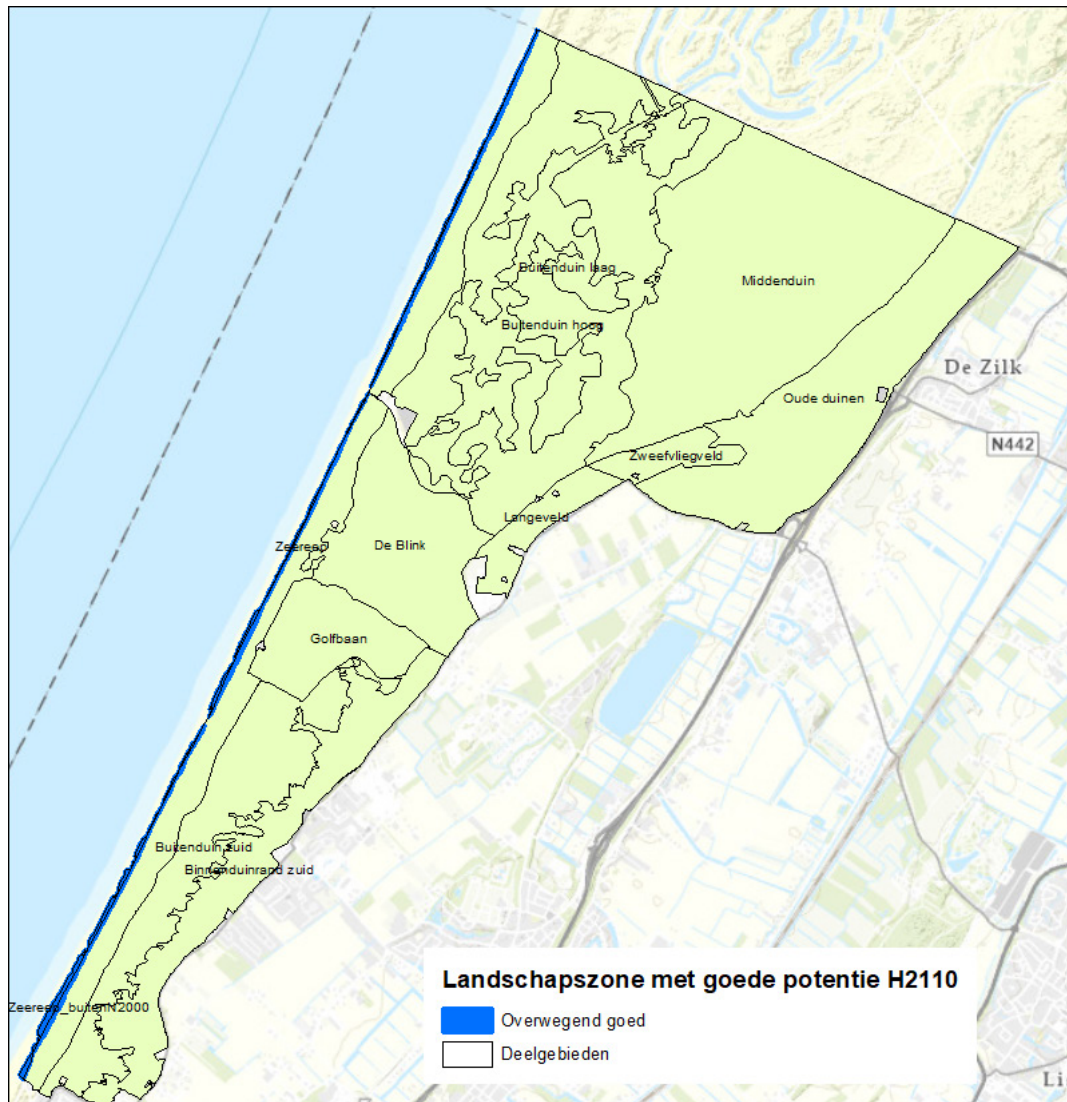 Buitenduin laag
Middenduin
Buitenduin hoog
De Zilk
Oude duinen
N442
Zweefvliegveld
Langeveld
Zeereep
De Blink
Golfbaan
Buitenduin zuid
Binnenduinrand zuid
Landschapszone met goede potentie H2110
Zeereep_buitenN2000
Overwegend goed
Deelgebieden